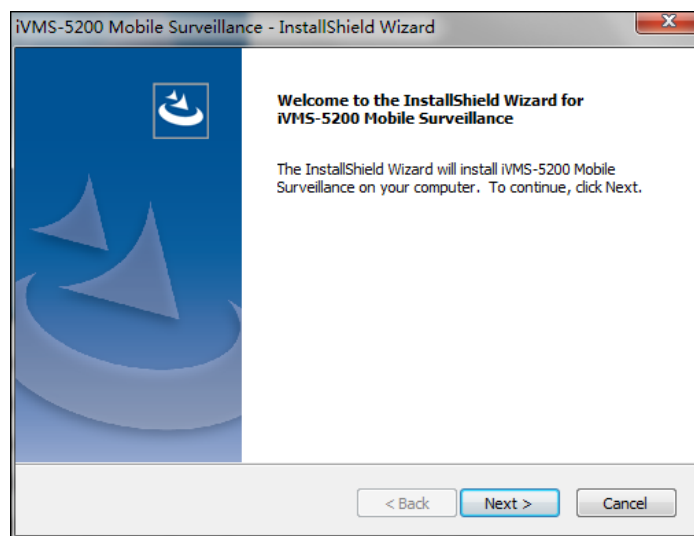 iVMS-5200 Mobile Surveillance - InstallShield Wizard
Welcome to the InstallShield Wizard for
iVMS-5200 Mobile Surveillance
The InstallShield Wizard will install iVMS-5200 Mobile
Surveillance on your computer. To continue, click Next.
< Back
Next >
Cancel